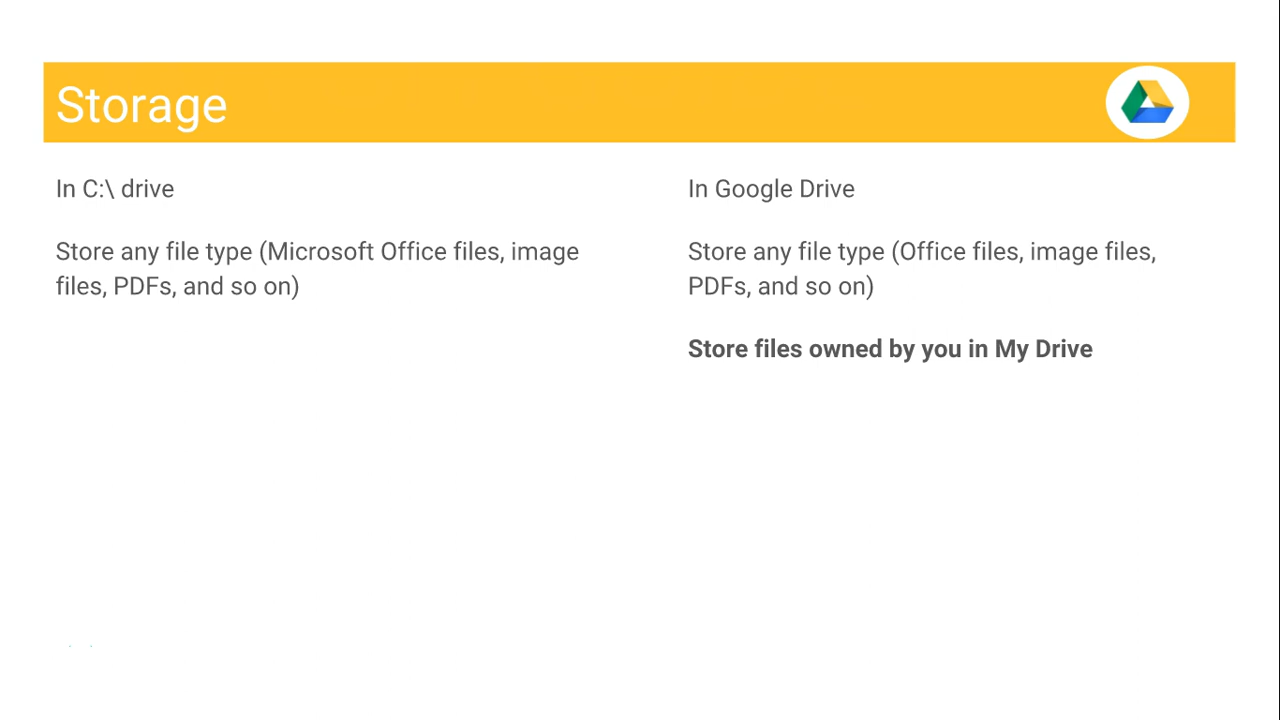 Storage
In C:\ drive
Store any file type (Microsoft Office files, image
files, PDFs, and so on)
In Google Drive
Store any file type (Office files, image files,
PDFs, and so on)
Store files owned by you in My Drive